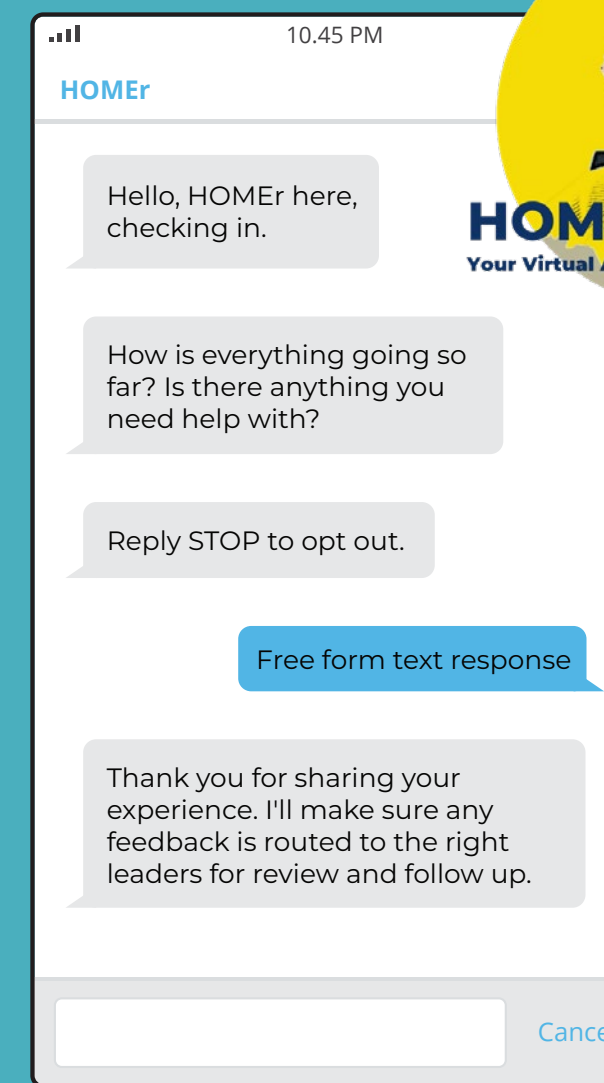 10.45 PM
HOMEr
Hello, HOMEr here,
checking in.
Your Virtual
How is everything going so
far? Is there anything you
need help with?
Reply STOP to opt out.
Free form text response
Thank you for sharing your
experience. I'll make sure any
feedback is routed to the right
leaders for review and follow up.